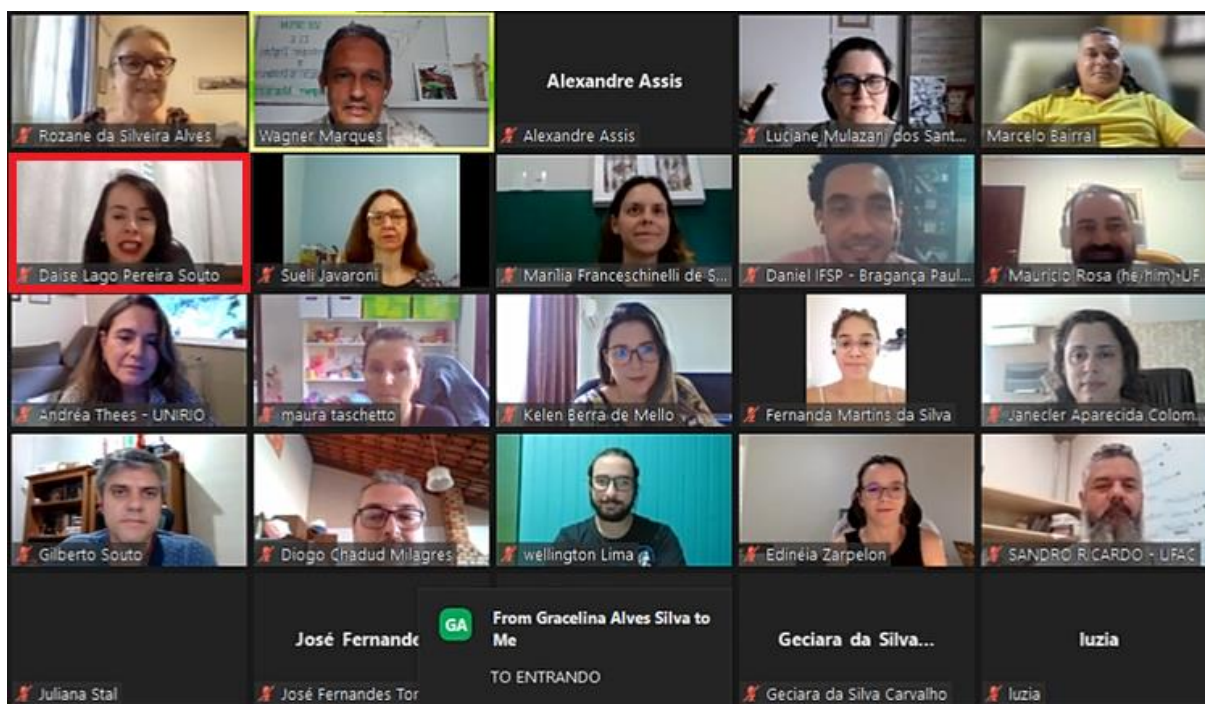 Alexandre Assis
Rozane da Silveira Alves
Wagner Marques
Alexandre Assis
Luciane Mulazani dos Sant...
Marcelo Bairral
Daise Lago Pereira Souto
Sueli Javaroni
Marília Franceschinelli de S...
Daniel IFSP - Bragança Paul...
Mauricio Rosa (he/him)-UF
Andréa Thees - UNIRIO
maura taschetto
Kelen Berra de Mello
Fernanda Martins da Silva
Janecler Aparecida Colom...
Gilberto Souto
Diogo Chadud Milagres
wellington Lima
Edinéia Zarpelon
SANDRO RICARDO - UFAC
José Fernande
GA
From Gracelina Alves Silva to
Me
TO ENTRANDO
Geciara da Silva...
luzia
Juliana Stal
José Fernandes Tor
Geciara da Silva Carvalho
luzia